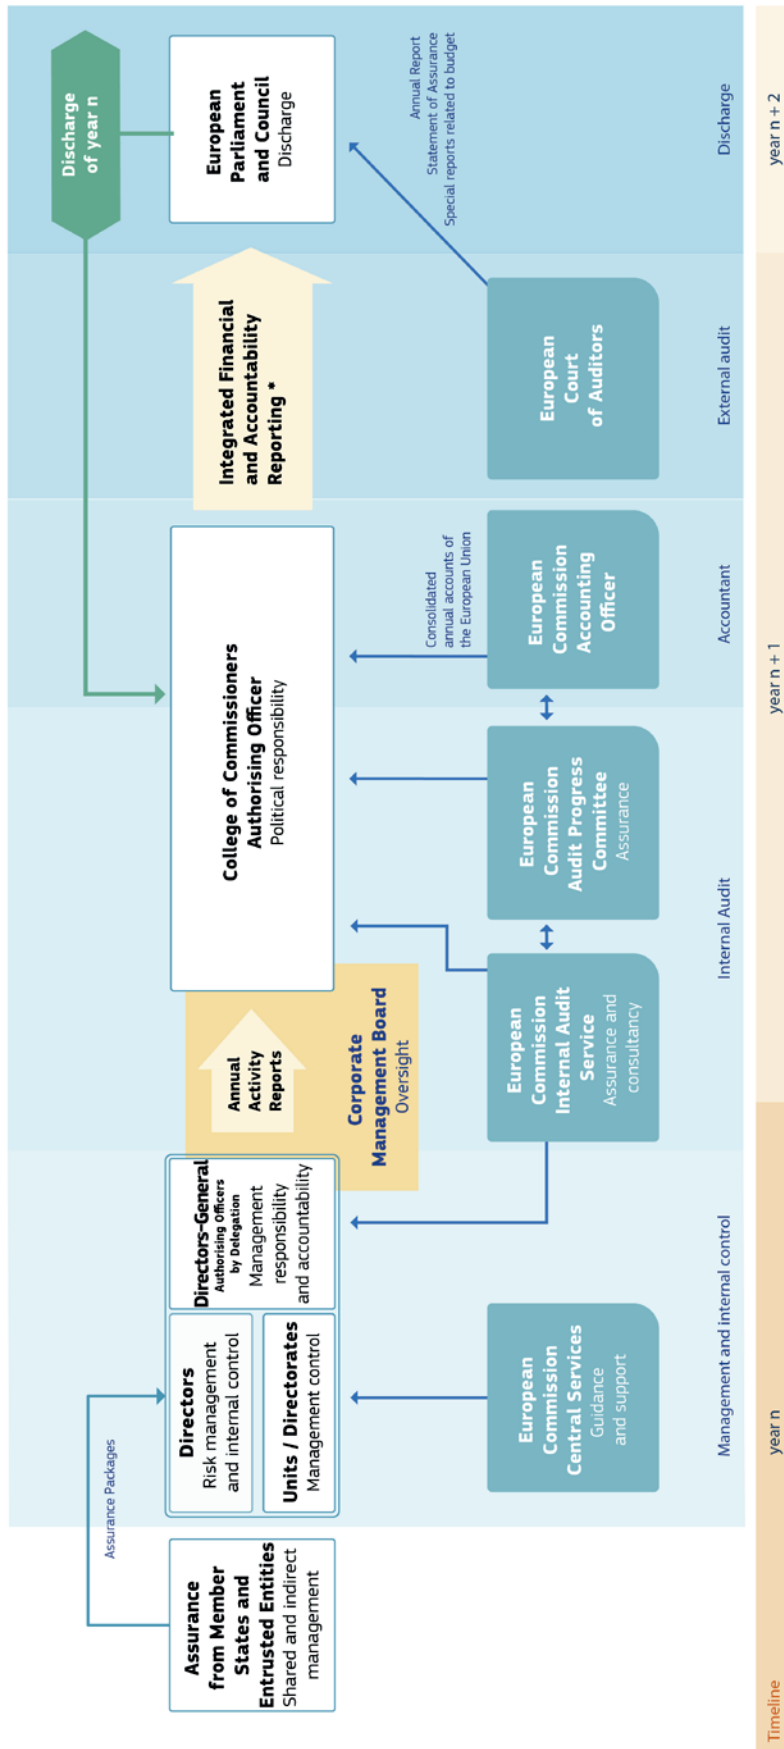 Assurance
from Member
States and
Entrusted Entities
Shared and indirect
management
Assurance Packages
Directors
Risk management
and internal control
Units / Directorates
Management control
Directors-General
Authorising Officers
by Delegation
Management
responsibility
and accountability
Annual
Activity
Reports
Corporate
Management Board
Oversight
College of Commissioners
Authorising Officer
Political responsibility
Integrated Financial
and Accountability
Reporting *
European
Parliament
and Council
Discharge
Discharge
of year n
European
Commission
Central Services
Guidance
and support
European
Commission
Internal Audit
Service
Assurance and
consultancy
European
Commission
Audit Progress
Committee
Assurance
European
Commission
Accounting
Officer
Consolidated
annual accounts of
the European Union
European
Court
of Auditors
Annual Report
Statement of Assurance
Special reports related to budget
Management and internal control
Internal Audit
Accountant
External audit
Discharge
Timeline
year n
year n + 1
year n + 2